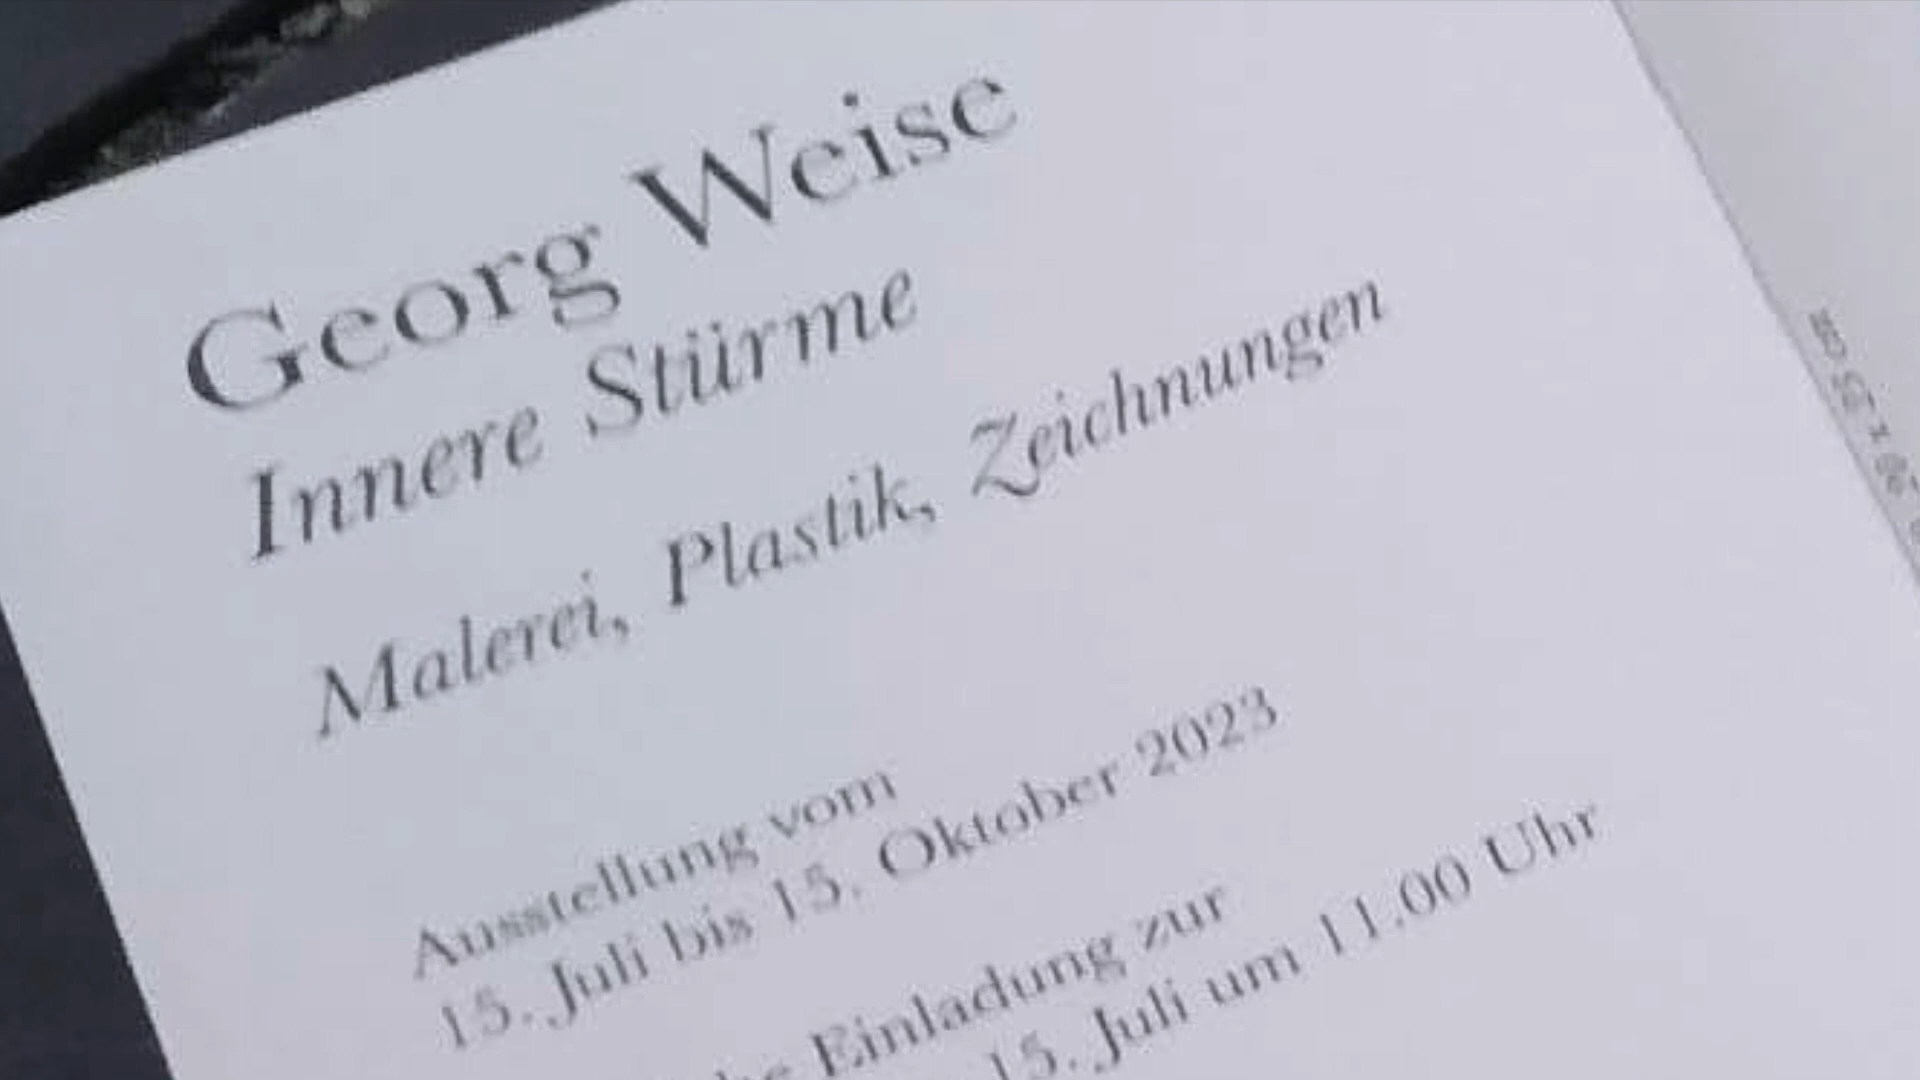 Georg Weise
Innere Stürme
Malerei, Plastik, Zeichnungen
Ausstellung vom
15. Juli bis 15. Oktober 2023
Einladung zur
15. Juli um 11.00 Uhr